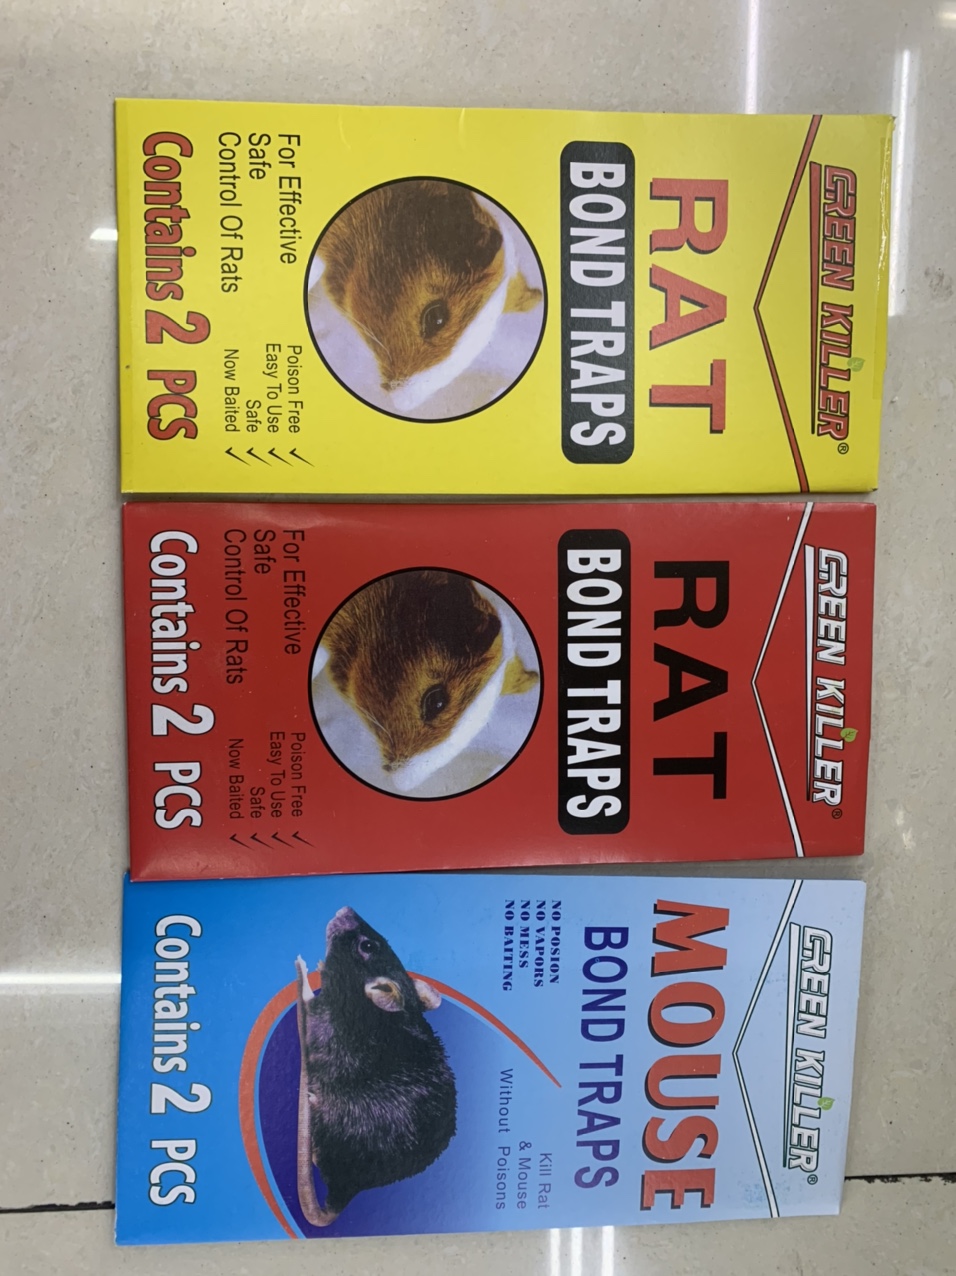 GREEN KILLER®
RAT
BOND TRAPS
For Effective
Safe
Control Of Rats
Poison Free ✓
Easy To Use ✓
Safe ✓
Now Baited ✓
Contains 2 PCS
GREEN KILLER®
RAT
BOND TRAPS
For Effective
Safe
Control Of Rats
Poison Free ✓
Easy To Use ✓
Safe ✓
Now Baited ✓
Contains 2 PCS
GREEN KILLER®
MOUSE
BOND TRAPS
NO POSION
NO VAPORS
NO MESS
NO BAITING
Kill Rat
& Mouse
Without Poisons
Contains 2 PCS